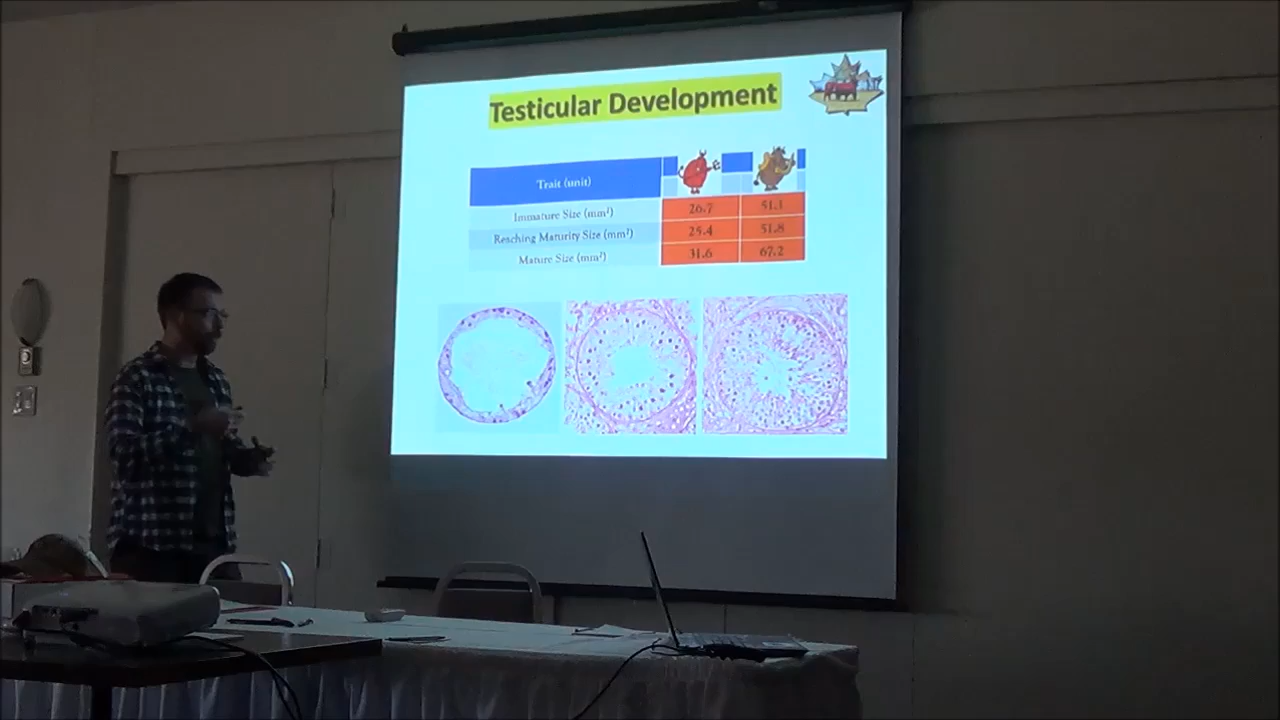 Testicular Development
Trait (unit)
Immature Size (mm²) 26.7 51.1
Reaching Maturity Size (mm²) 25.4 51.8
Mature Size (mm²) 31.6 67.2